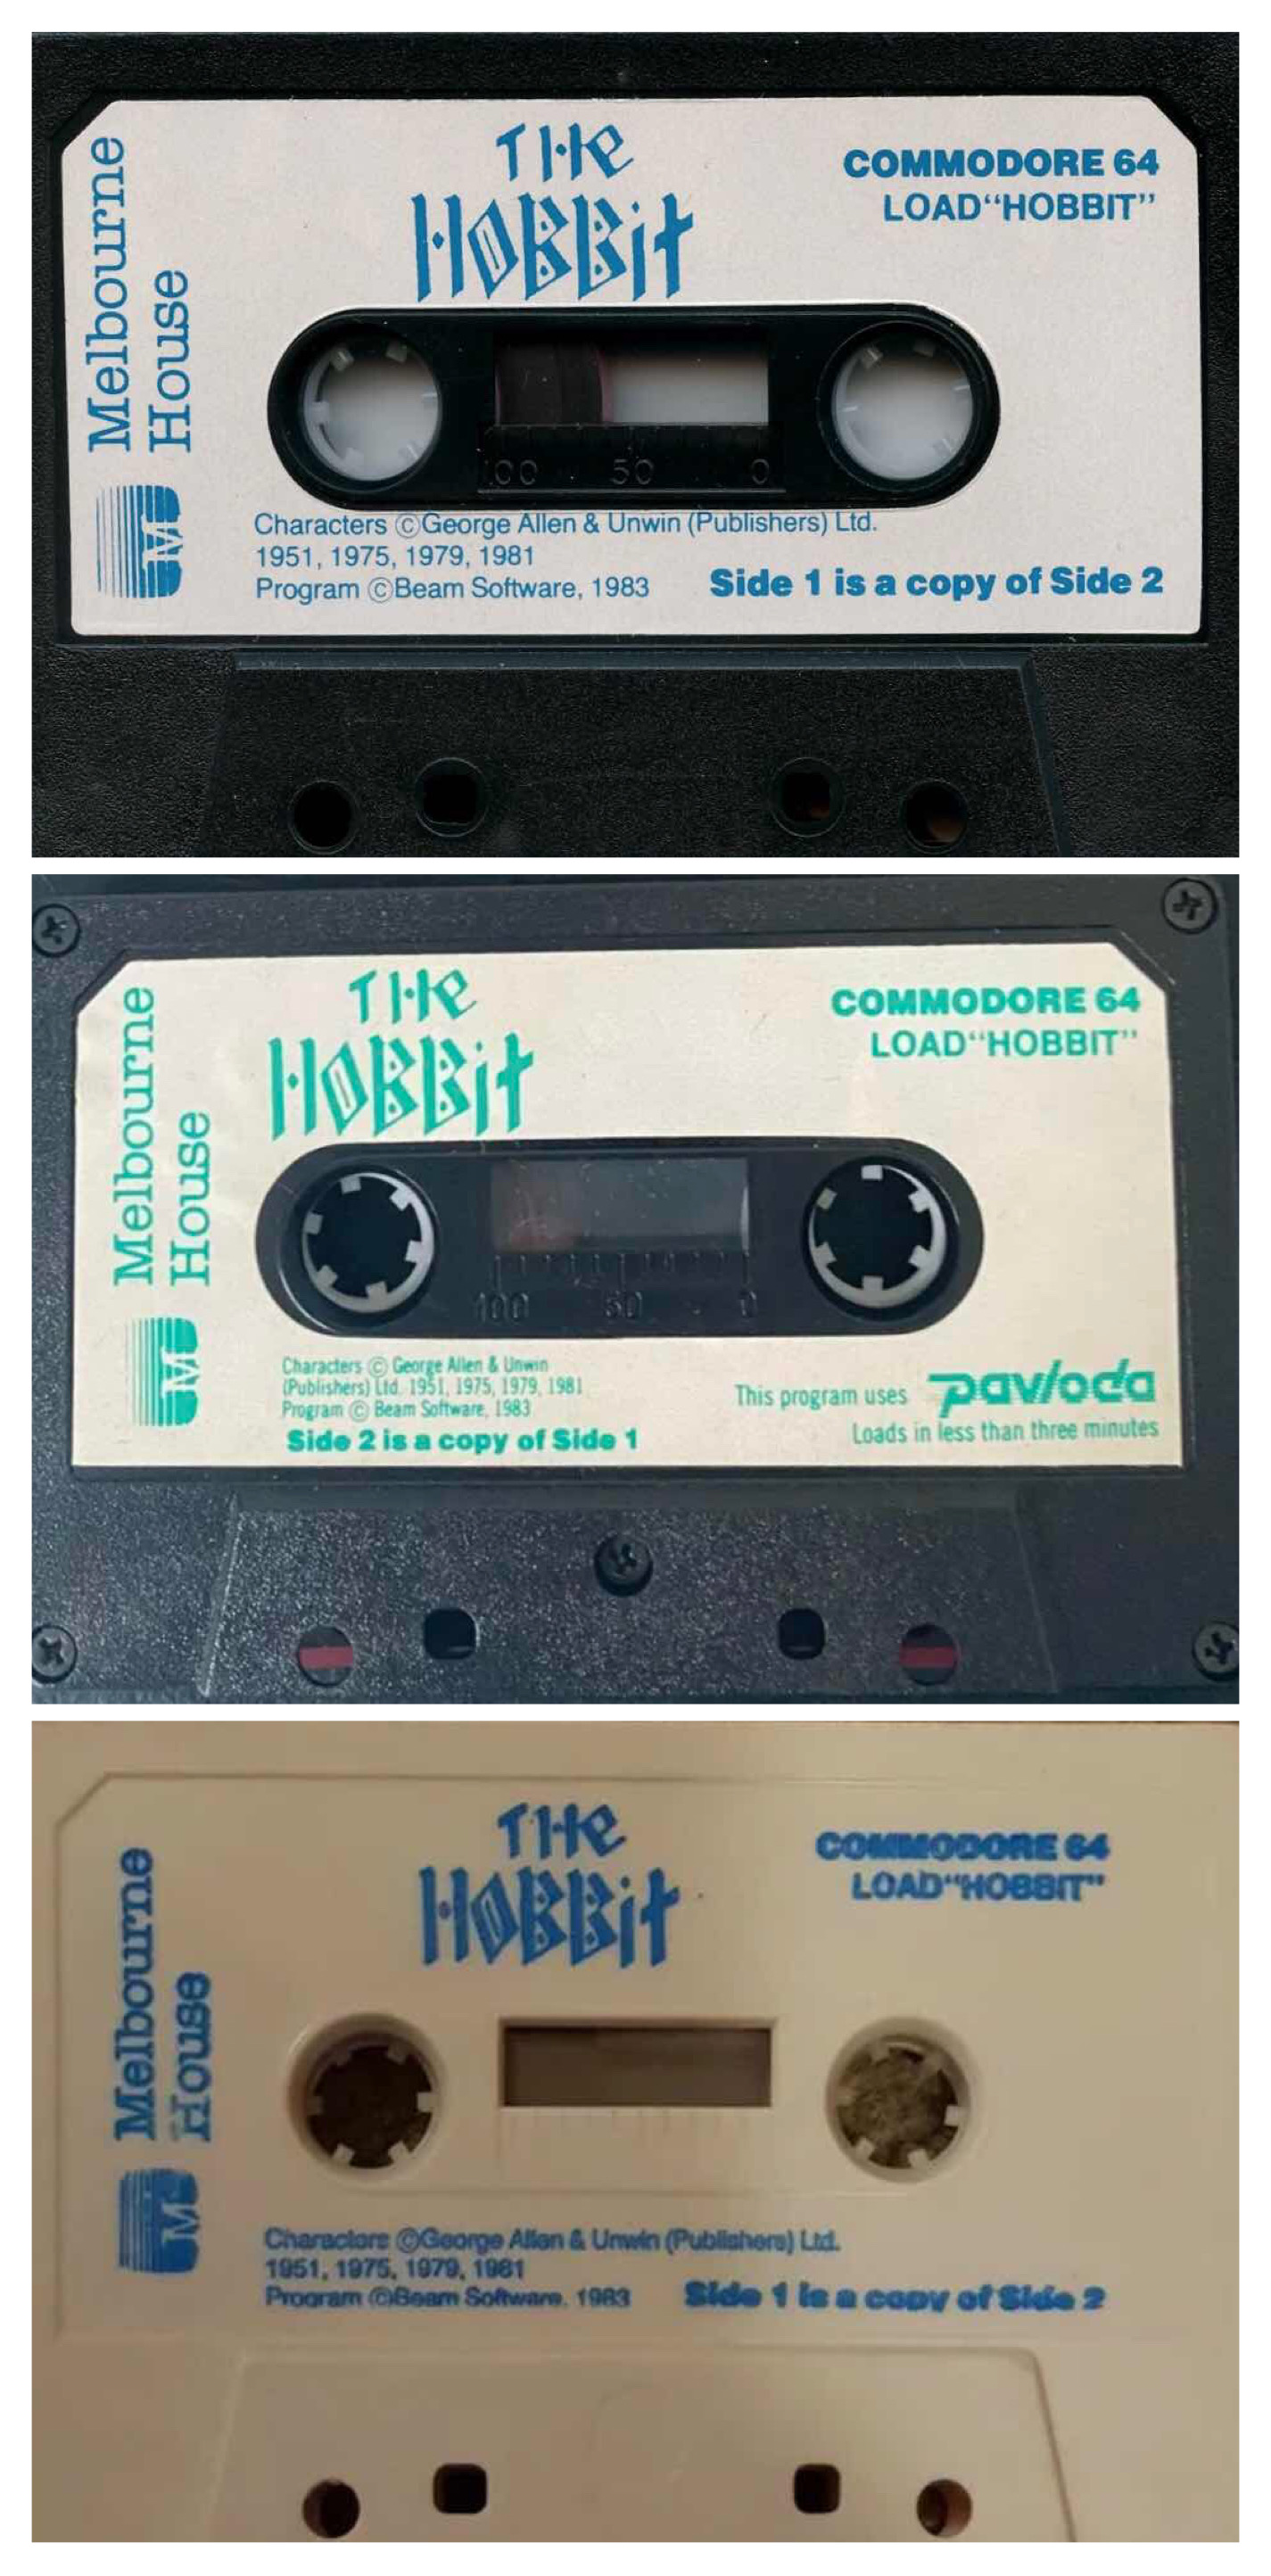 Melbourne
House
M
THE
HOBBIT
COMMODORE 64
LOAD“HOBBIT”
100 50 0
Characters ©George Allen & Unwin (Publishers) Ltd.
1951, 1975, 1979, 1981
Program ©Beam Software, 1983
Side 1 is a copy of Side 2
Melbourne
House
M
THE
HOBBIT
COMMODORE 64
LOAD“HOBBIT”
100 50 0
Characters © George Allen & Unwin
(Publishers) Ltd. 1951, 1975, 1979, 1981
Program © Beam Software, 1983
Side 2 is a copy of Side 1
This program uses pavloda
Loads in less than three minutes
Melbourne
House
M
THE
HOBBIT
COMMODORE 64
LOAD“HOBBIT”
Characters ©George Allen & Unwin (Publishers) Ltd.
1951, 1975, 1979, 1981
Program ©Beam Software, 1983
Side 1 is a copy of Side 2